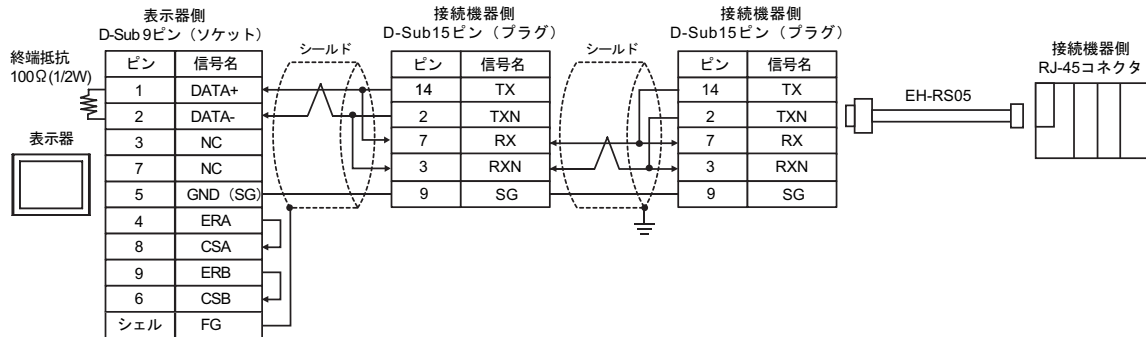 表示器側
D-Sub 9ピン（ソケット）
終端抵抗
100Ω(1/2W)
表示器
ピン 信号名
1 DATA+
2 DATA-
3 NC
7 NC
5 GND（SG）
4 ERA
8 CSA
9 ERB
6 CSB
シェル FG
シールド
接続機器側
D-Sub15ピン（プラグ）
ピン 信号名
14 TX
2 TXN
7 RX
3 RXN
9 SG
シールド
接続機器側
D-Sub15ピン（プラグ）
ピン 信号名
14 TX
2 TXN
7 RX
3 RXN
9 SG
EH-RS05
接続機器側
RJ-45コネクタ